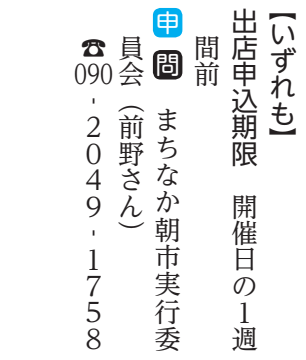 【いずれも】
出店申込期限　開催日の1週
間前
申 問　まちなか朝市実行委
員会（前野さん）
☎090-2049-1758